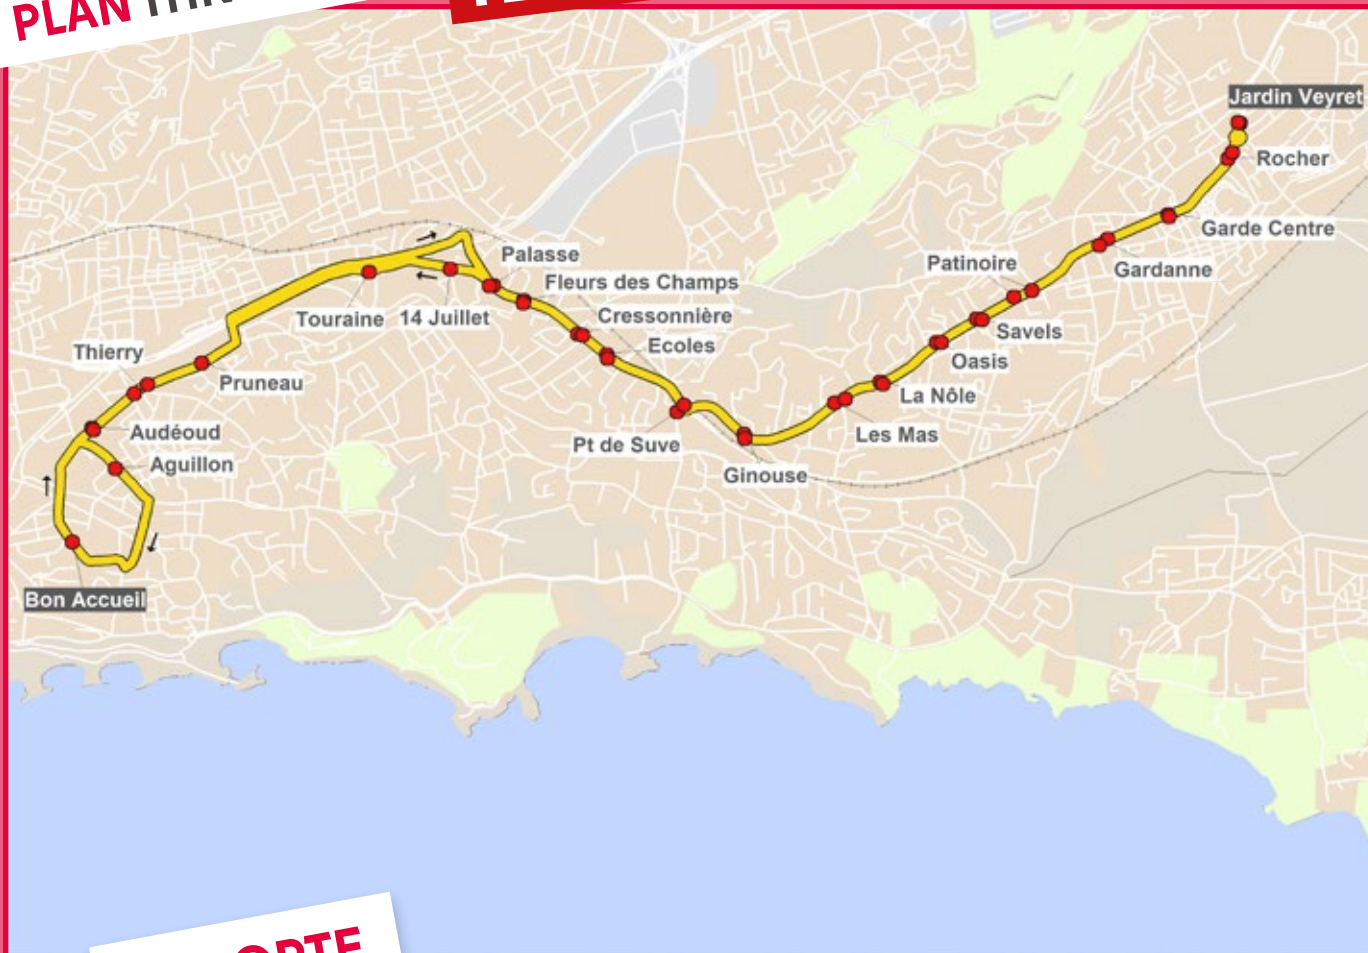 PLAN
Jardin Veyret
Rocher
Garde Centre
Gardanne
Patinoire
Savels
Oasis
La Nôle
Les Mas
Ginouse
Pt de Suve
Ecoles
Cressonnière
Fleurs des Champs
Palasse
14 Juillet
Touraine
Pruneau
Thierry
Audéoud
Aguillon
Bon Accueil